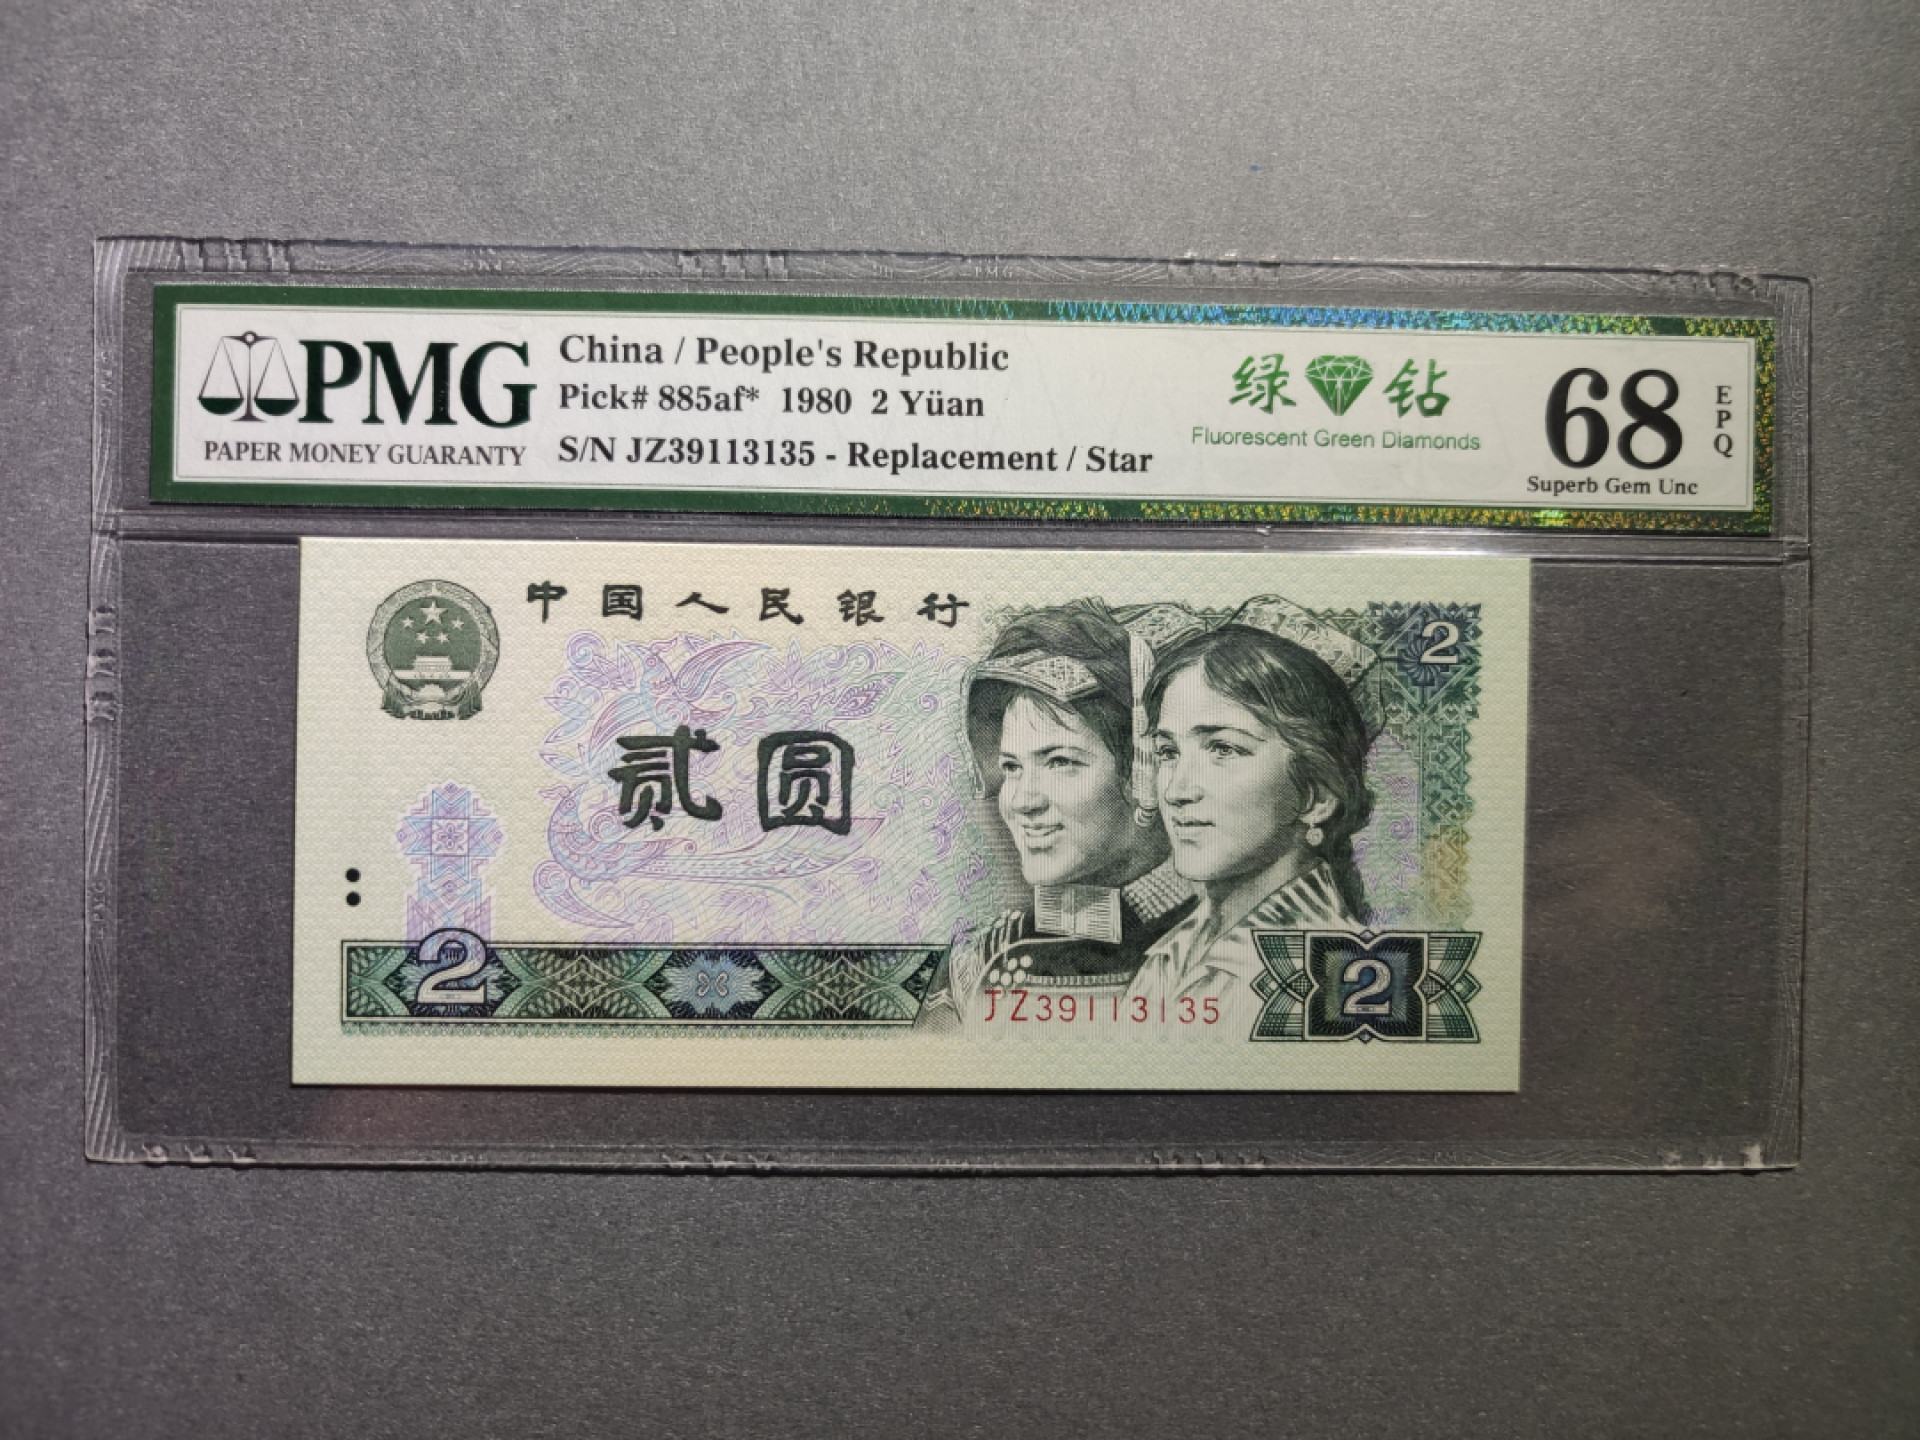 PMG
PAPER MONEY GUARANTY
China / People's Republic
Pick# 885af* 1980 2 Yüan
S/N JZ39113135 - Replacement / Star
绿 钻
Fluorescent Green Diamonds
68
EPQ
Superb Gem Unc
中国人民银行
2
贰圆
2
JZ39113135
2